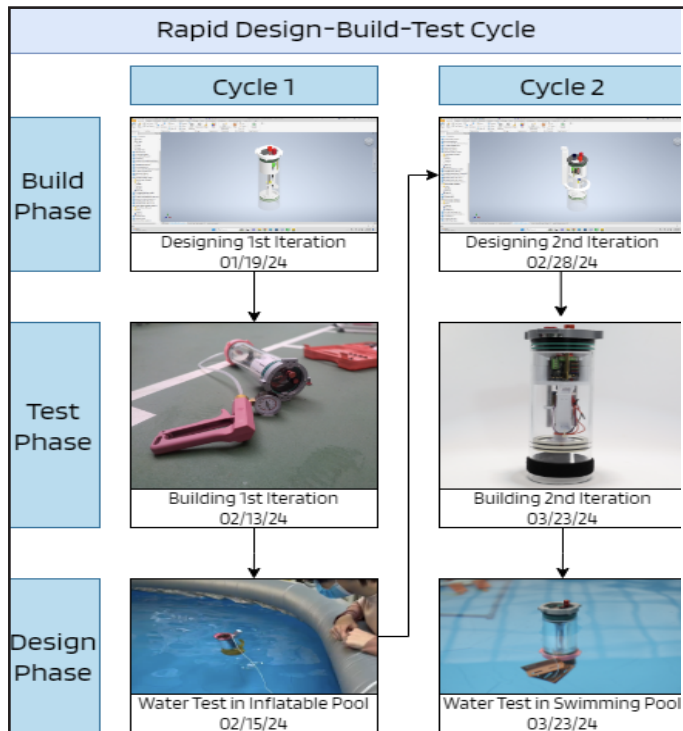 Rapid Design-Build-Test Cycle
Cycle 1
Cycle 2
Build
Phase
Designing 1st Iteration
01/19/24
Designing 2nd Iteration
02/28/24
Test
Phase
Building 1st Iteration
02/13/24
Building 2nd Iteration
03/23/24
Design
Phase
Water Test in Inflatable Pool
02/15/24
Water Test in Swimming Pool
03/23/24